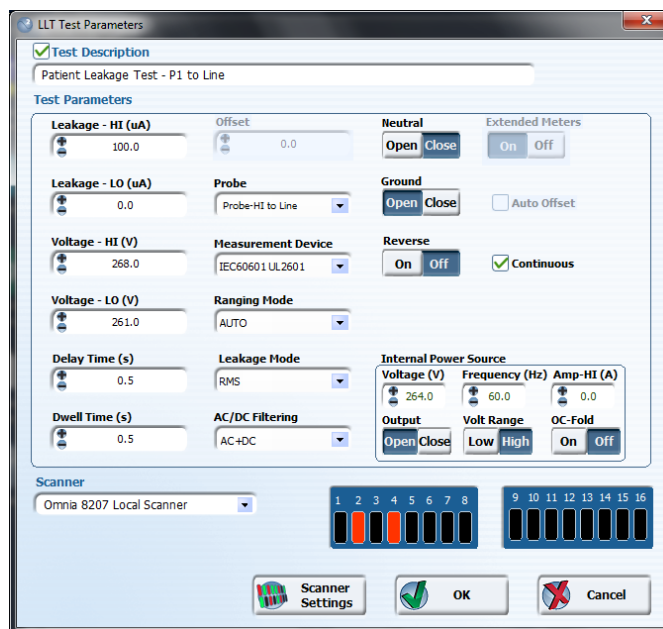 LLT Test Parameters
Test Description
Patient Leakage Test - P1 to Line
Test Parameters
Leakage - HI (uA) Offset Neutral Extended Meters
100.0 0.0 Open Close On Off
Leakage - LO (uA) Probe Ground
0.0 Probe-HI to Line Open Close Auto Offset
Voltage - HI (V) Measurement Device Reverse
268.0 IEC60601 UL2601 On Off Continuous
Voltage - LO (V) Ranging Mode
261.0 AUTO
Delay Time (s) Leakage Mode Internal Power Source
Voltage (V) Frequency (Hz) Amp-HI (A)
0.5 RMS 264.0 60.0 0.0
Dwell Time (s) AC/DC Filtering Output Volt Range OC-Fold
0.5 AC+DC Open Close Low High On Off
Scanner
Omnia 8207 Local Scanner
1 2 3 4 5 6 7 8 9 10 11 12 13 14 15 16
Scanner Settings OK Cancel